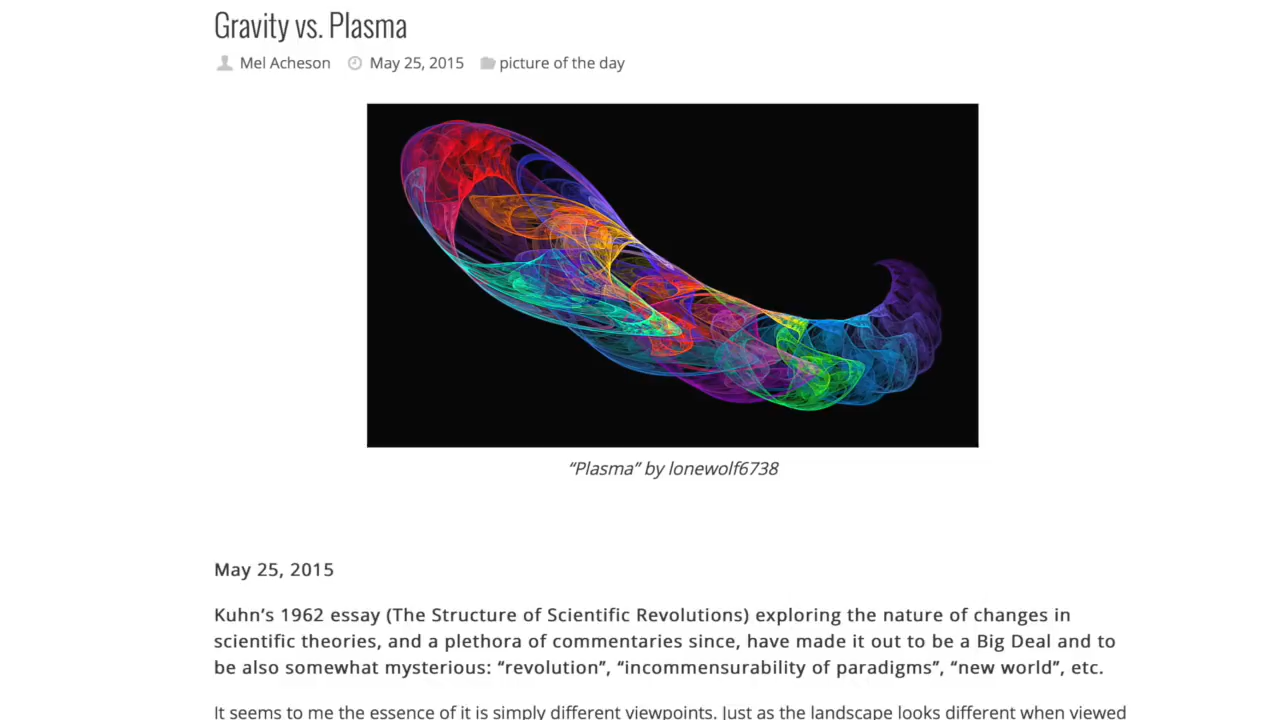 Gravity vs. Plasma
Mel Acheson May 25, 2015 picture of the day
“Plasma” by lonewolf6738
May 25, 2015
Kuhn’s 1962 essay (The Structure of Scientific Revolutions) exploring the nature of changes in
scientific theories, and a plethora of commentaries since, have made it out to be a Big Deal and to
be also somewhat mysterious: “revolution”, “incommensurability of paradigms”, “new world”, etc.
It seems to me the essence of it is simply different viewpoints. Just as the landscape looks different when viewed